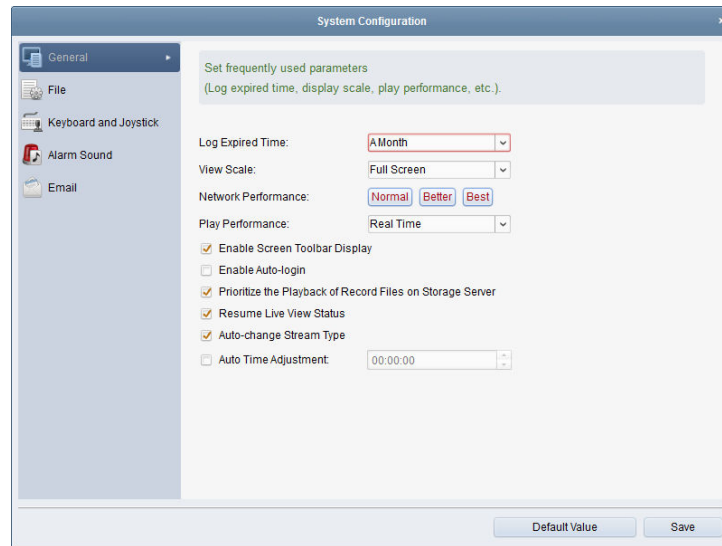 System Configuration
General
File
Keyboard and Joystick
Alarm Sound
Email
Set frequently used parameters
(Log expired time, display scale, play performance, etc.).
Log Expired Time: A Month
View Scale: Full Screen
Network Performance: Normal Better Best
Play Performance: Real Time
Enable Screen Toolbar Display
Enable Auto-login
Prioritize the Playback of Record Files on Storage Server
Resume Live View Status
Auto-change Stream Type
Auto Time Adjustment: 00:00:00
Default Value Save